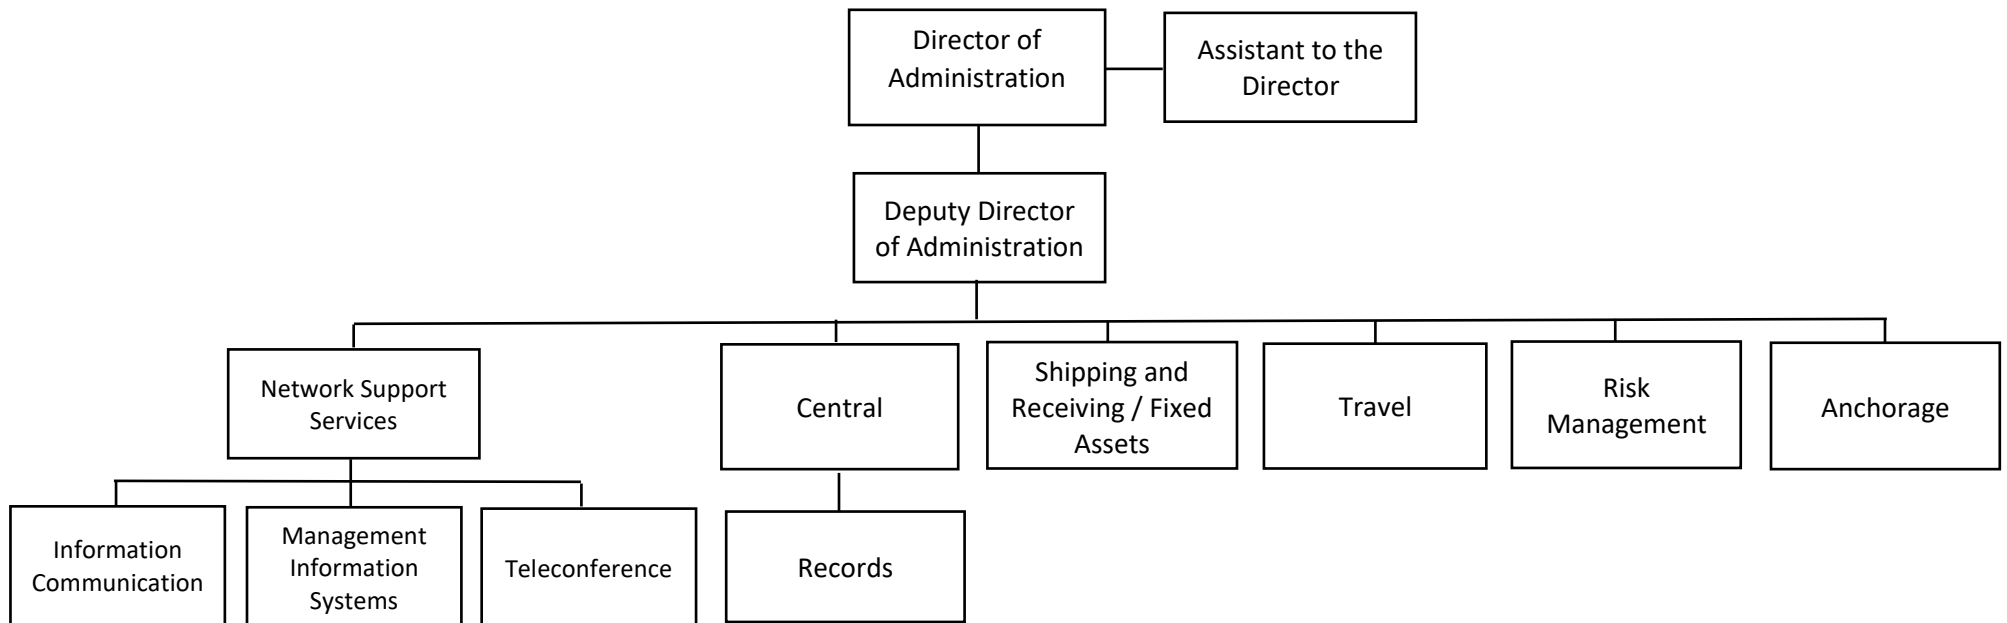 Director of
Administration
Assistant to the
Director
Deputy Director
of Administration
Network Support
Services
Central
Shipping and
Receiving / Fixed
Assets
Travel
Risk
Management
Anchorage
Information
Communication
Management
Information
Systems
Teleconference
Records